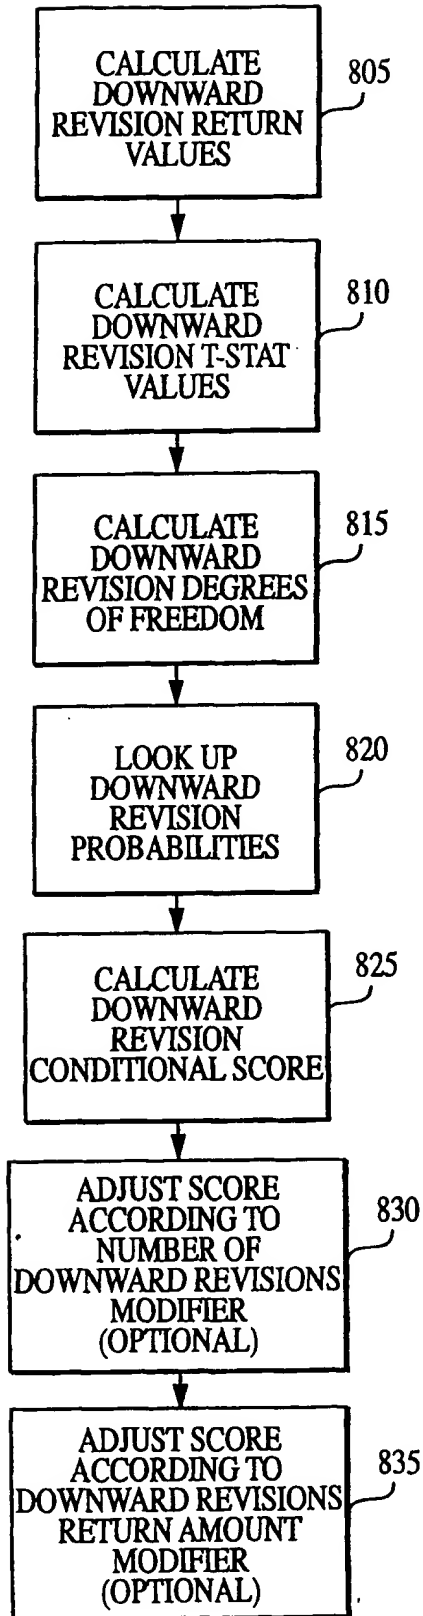 CALCULATE
DOWNWARD
REVISION RETURN
VALUES
805
CALCULATE
DOWNWARD
REVISION T-STAT
VALUES
810
CALCULATE
DOWNWARD
REVISION DEGREES
OF FREEDOM
815
LOOK UP
DOWNWARD
REVISION
PROBABILITIES
820
CALCULATE
DOWNWARD
REVISION
CONDITIONAL SCORE
825
ADJUST SCORE
ACCORDING TO
NUMBER OF
DOWNWARD REVISIONS
MODIFIER
(OPTIONAL)
830
ADJUST SCORE
ACCORDING TO
DOWNWARD REVISIONS
RETURN AMOUNT
MODIFIER
(OPTIONAL)
835